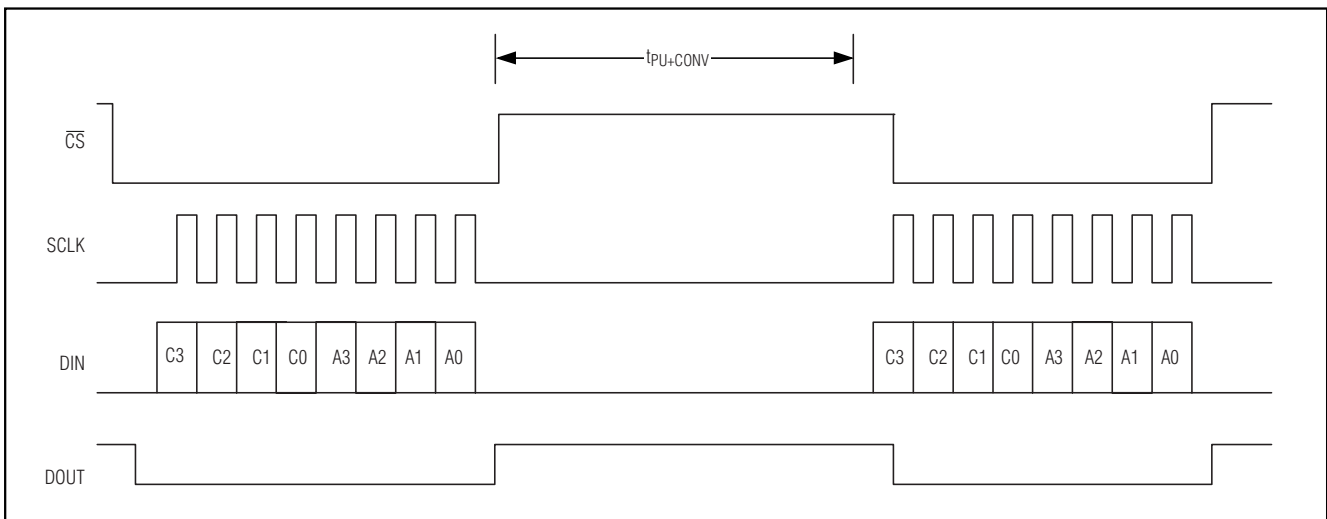 tPU+CONV
CS
SCLK
DIN
C3 C2 C1 C0 A3 A2 A1 A0
C3 C2 C1 C0 A3 A2 A1 A0
DOUT